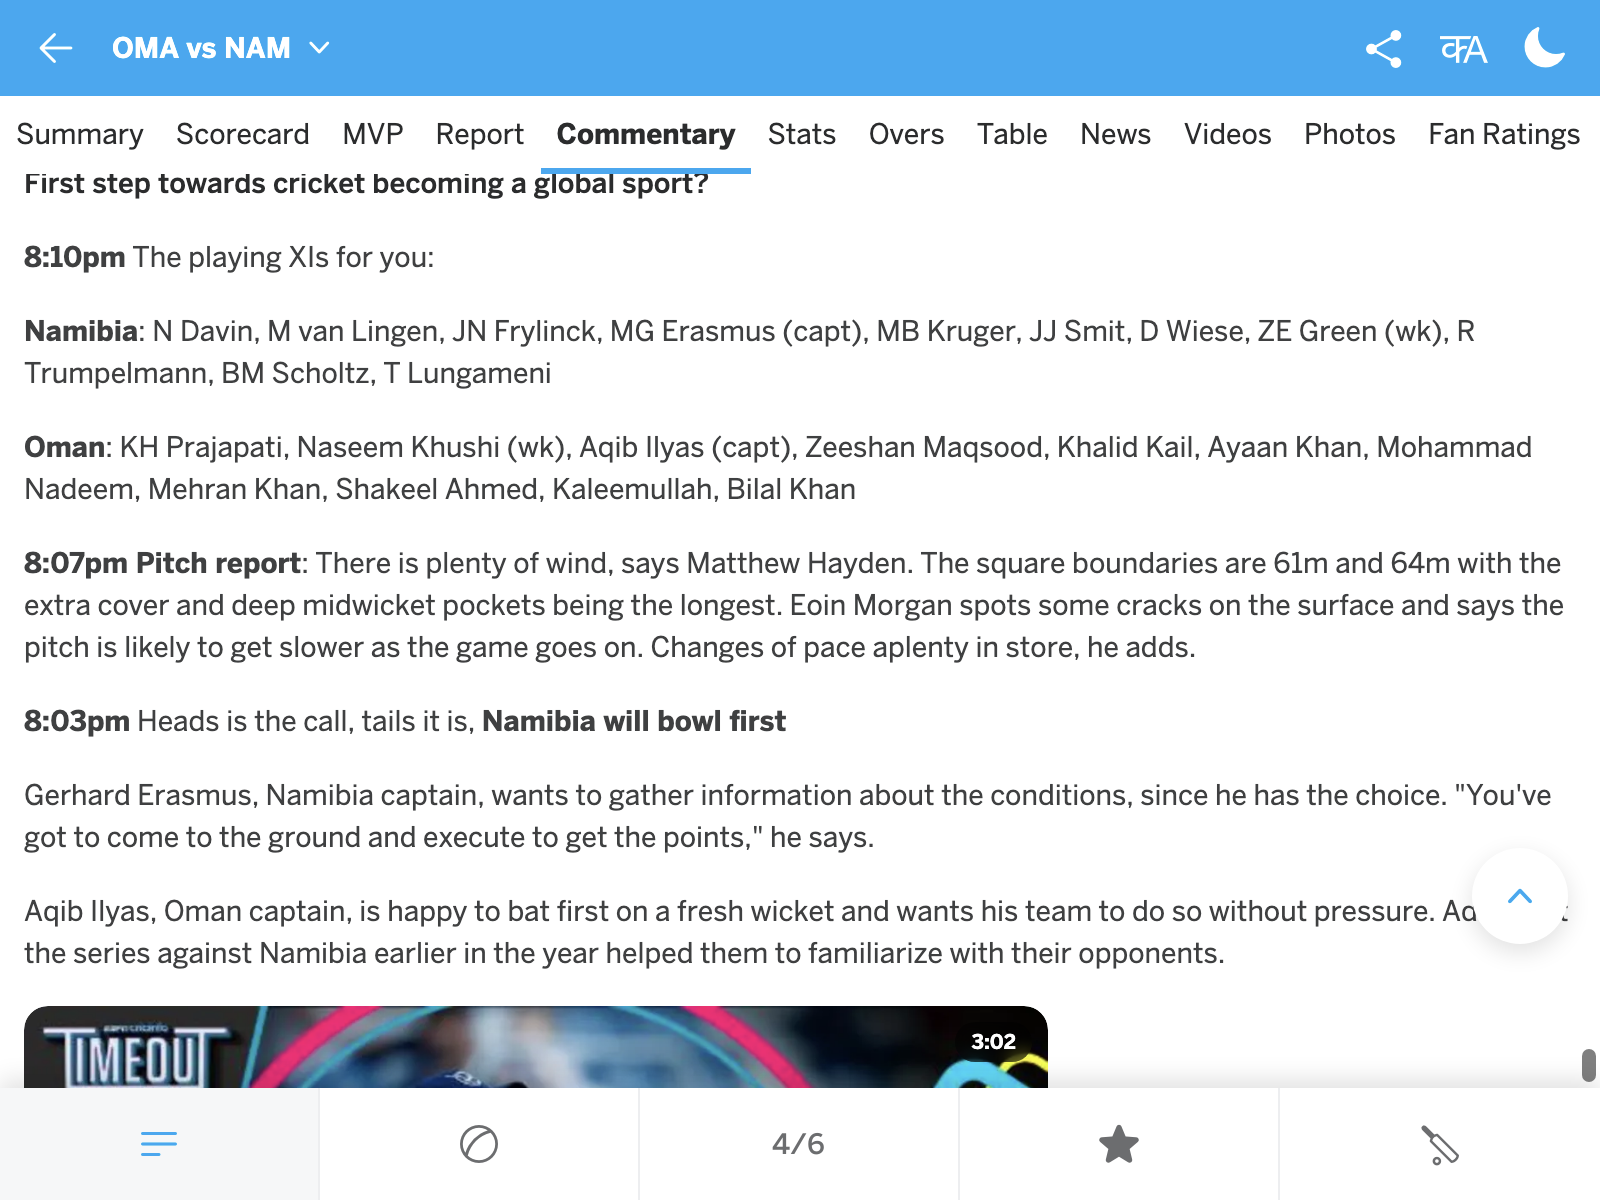 OMA vs NAM
क A
Summary Scorecard MVP Report Commentary Stats Overs Table News Videos Photos Fan Ratings
First step towards cricket becoming a global sport?
8:10pm The playing XIs for you:
Namibia: N Davin, M van Lingen, JN Frylinck, MG Erasmus (capt), MB Kruger, JJ Smit, D Wiese, ZE Green (wk), R
Trumpelmann, BM Scholtz, T Lungameni
Oman: KH Prajapati, Naseem Khushi (wk), Aqib Ilyas (capt), Zeeshan Maqsood, Khalid Kail, Ayaan Khan, Mohammad
Nadeem, Mehran Khan, Shakeel Ahmed, Kaleemullah, Bilal Khan
8:07pm Pitch report: There is plenty of wind, says Matthew Hayden. The square boundaries are 61m and 64m with the
extra cover and deep midwicket pockets being the longest. Eoin Morgan spots some cracks on the surface and says the
pitch is likely to get slower as the game goes on. Changes of pace aplenty in store, he adds.
8:03pm Heads is the call, tails it is, Namibia will bowl first
Gerhard Erasmus, Namibia captain, wants to gather information about the conditions, since he has the choice. "You've
got to come to the ground and execute to get the points," he says.
Aqib Ilyas, Oman captain, is happy to bat first on a fresh wicket and wants his team to do so without pressure.
the series against Namibia earlier in the year helped them to familiarize with their opponents.
ESPNcricinfo
TIMEOUT
3:02
4/6